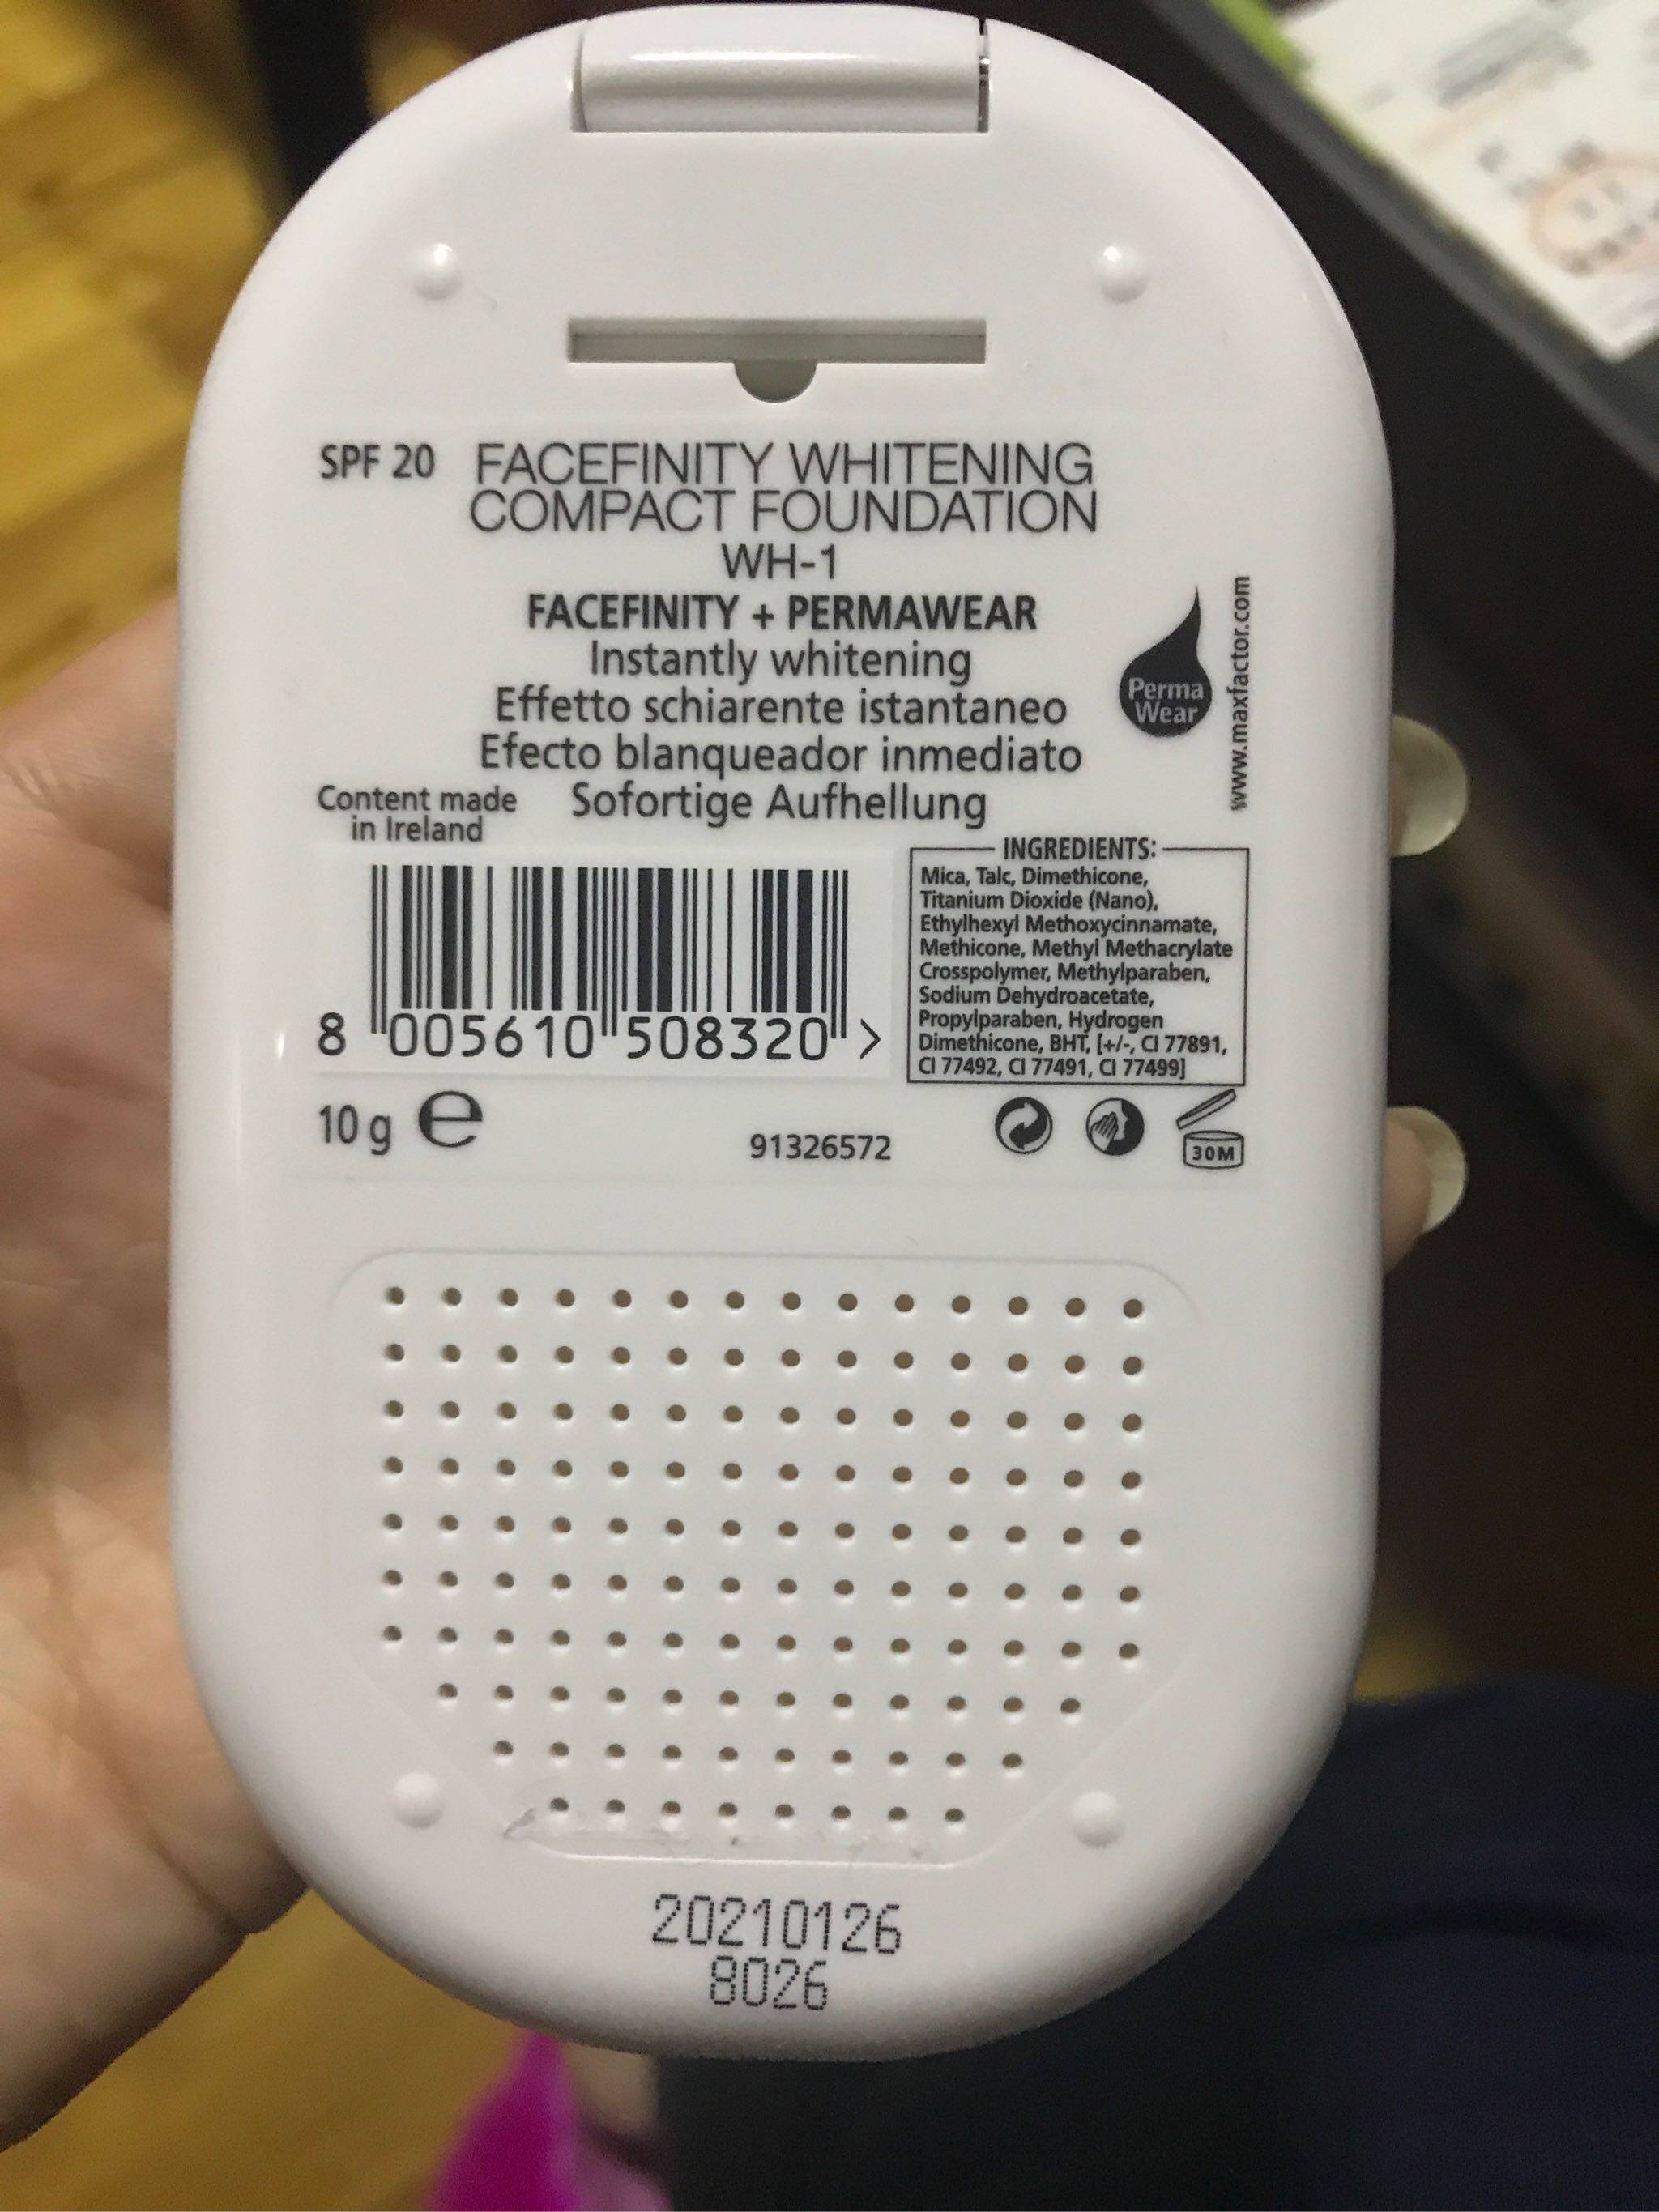 SPF 20 FACEFINITY WHITENING
COMPACT FOUNDATION
WH-1
FACEFINITY + PERMAWEAR
Instantly whitening
Effetto schiarente istantaneo
Efecto blanqueador inmediato
Sofortige Aufhellung
Perma
Wear
www.maxfactor.com
Content made
in Ireland
8 005610 508320 >
INGREDIENTS:
Mica, Talc, Dimethicone,
Titanium Dioxide (Nano),
Ethylhexyl Methoxycinnamate,
Methicone, Methyl Methacrylate
Crosspolymer, Methylparaben,
Sodium Dehydroacetate,
Propylparaben, Hydrogen
Dimethicone, BHT, [+/-, CI 77891,
CI 77492, CI 77491, CI 77499]
10 g e
91326572
30M
20210126
8026